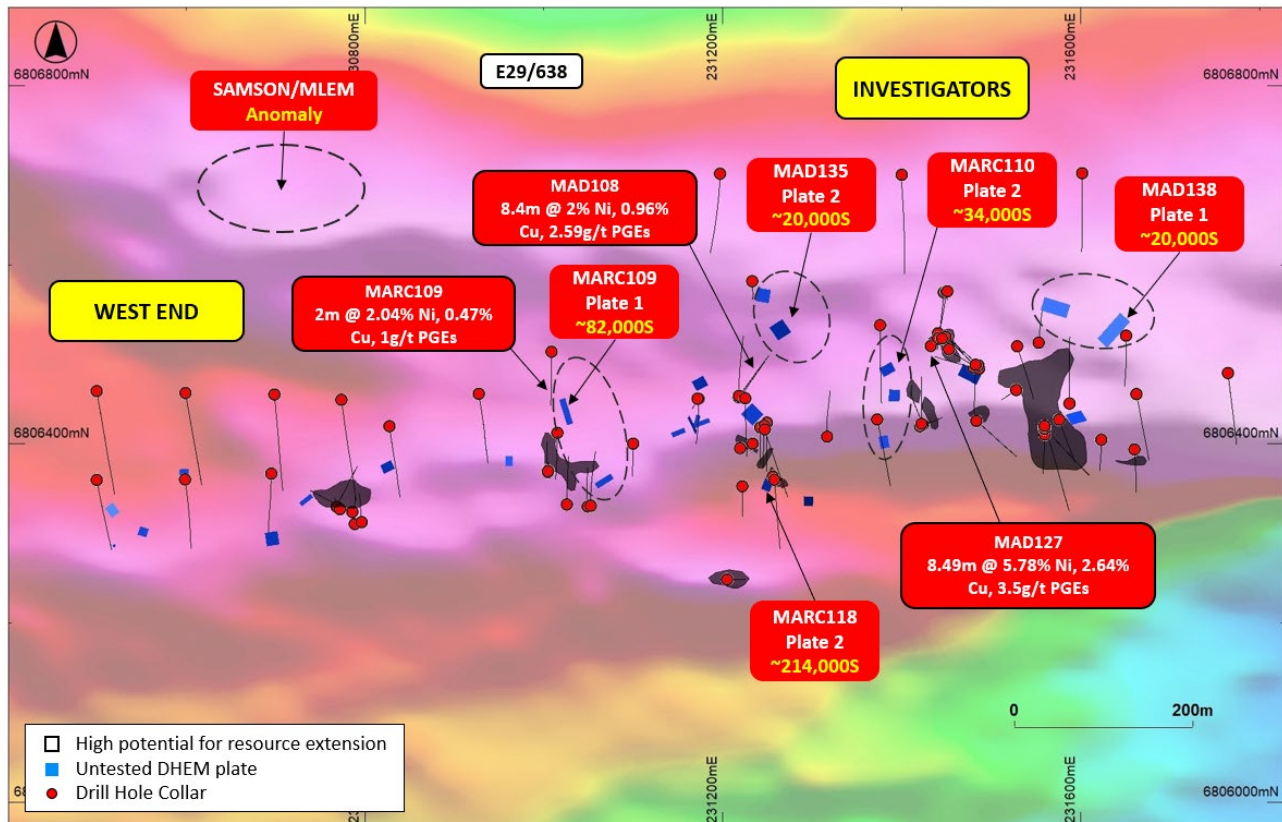 230800mE
231200mE
231600mE
6806800mN
6806800mN
E29/638
INVESTIGATORS
SAMSON/MLEM
Anomaly
MAD108
8.4m @ 2% Ni, 0.96%
Cu, 2.59g/t PGEs
MAD135
Plate 2
~20,000S
MARC110
Plate 2
~34,000S
MAD138
Plate 1
~20,000S
WEST END
MARC109
2m @ 2.04% Ni, 0.47%
Cu, 1g/t PGEs
MARC109
Plate 1
~82,000S
6806400mN
6806400mN
MAD127
8.49m @ 5.78% Ni, 2.64%
Cu, 3.5g/t PGEs
MARC118
Plate 2
~214,000S
0
200m
High potential for resource extension
Untested DHEM plate
Drill Hole Collar
231200mE
231600mE
6806000mN